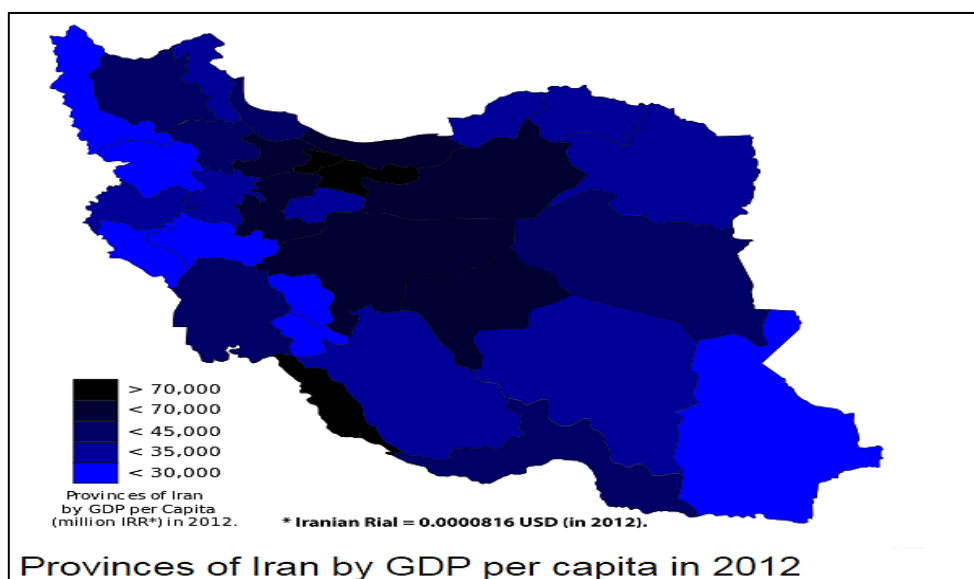 > 70,000
< 70,000
< 45,000
< 35,000
< 30,000
Provinces of Iran
by GDP per Capita
(million IRR*) in 2012.
* Iranian Rial = 0.0000816 USD (in 2012).
Provinces of Iran by GDP per capita in 2012